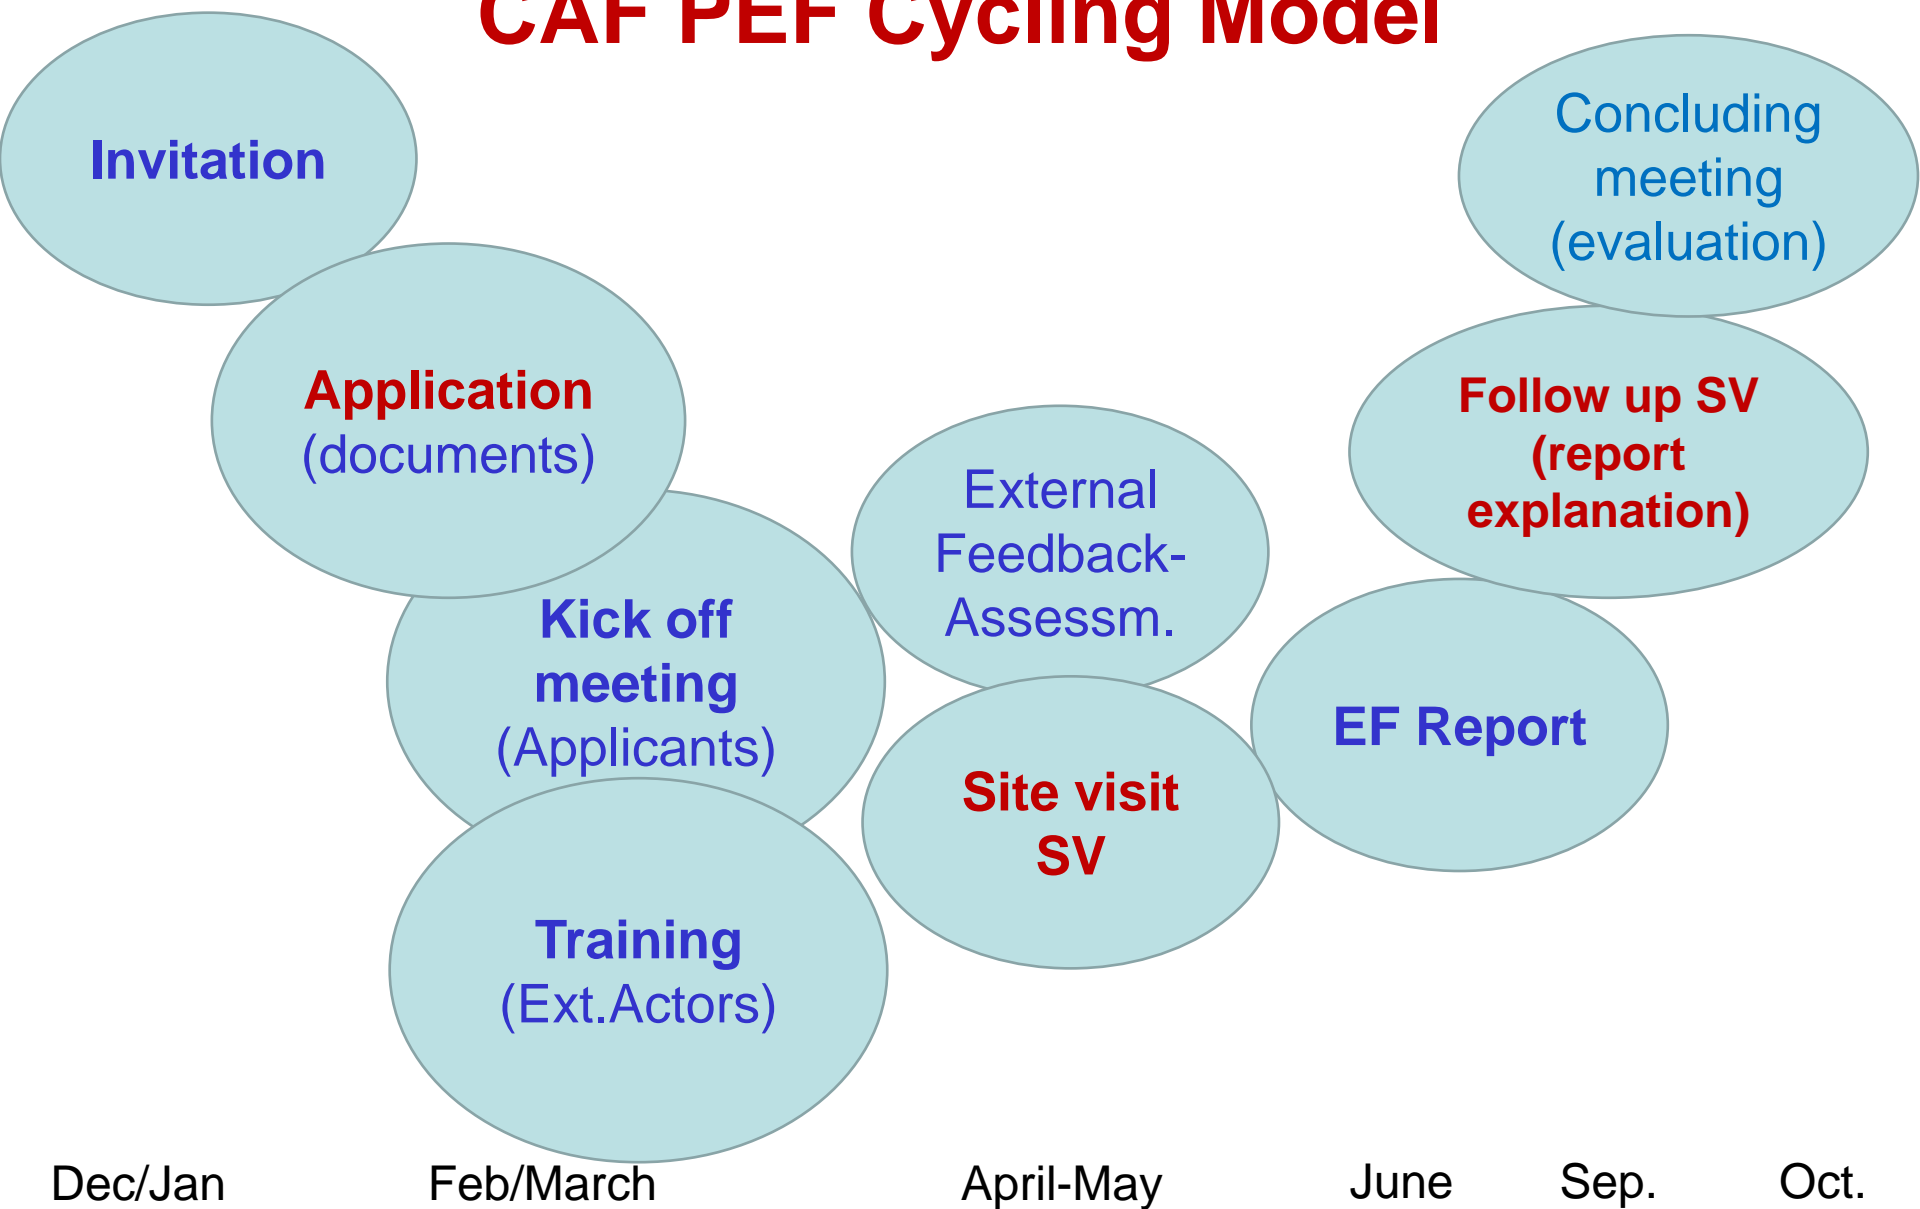 CAF PEF Cycling Model
Invitation
Application
(documents)
Kick off
meeting
(Applicants)
Training
(Ext.Actors)
External
Feedback-
Assessm.
Site visit
SV
EF Report
Follow up SV
(report
explanation)
Concluding
meeting
(evaluation)
Dec/Jan Feb/March April-May June Sep. Oct.